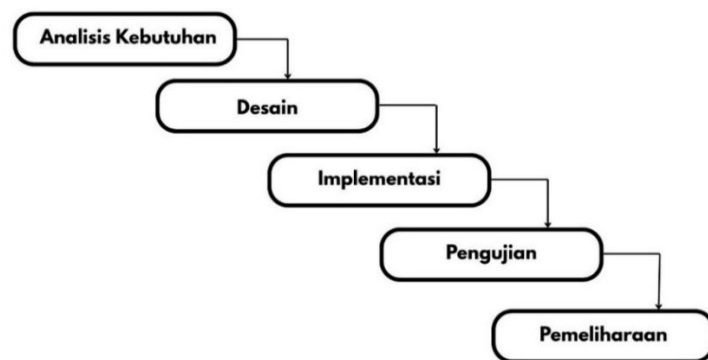 Analisis Kebutuhan
Desain
Implementasi
Pengujian
Pemeliharaan